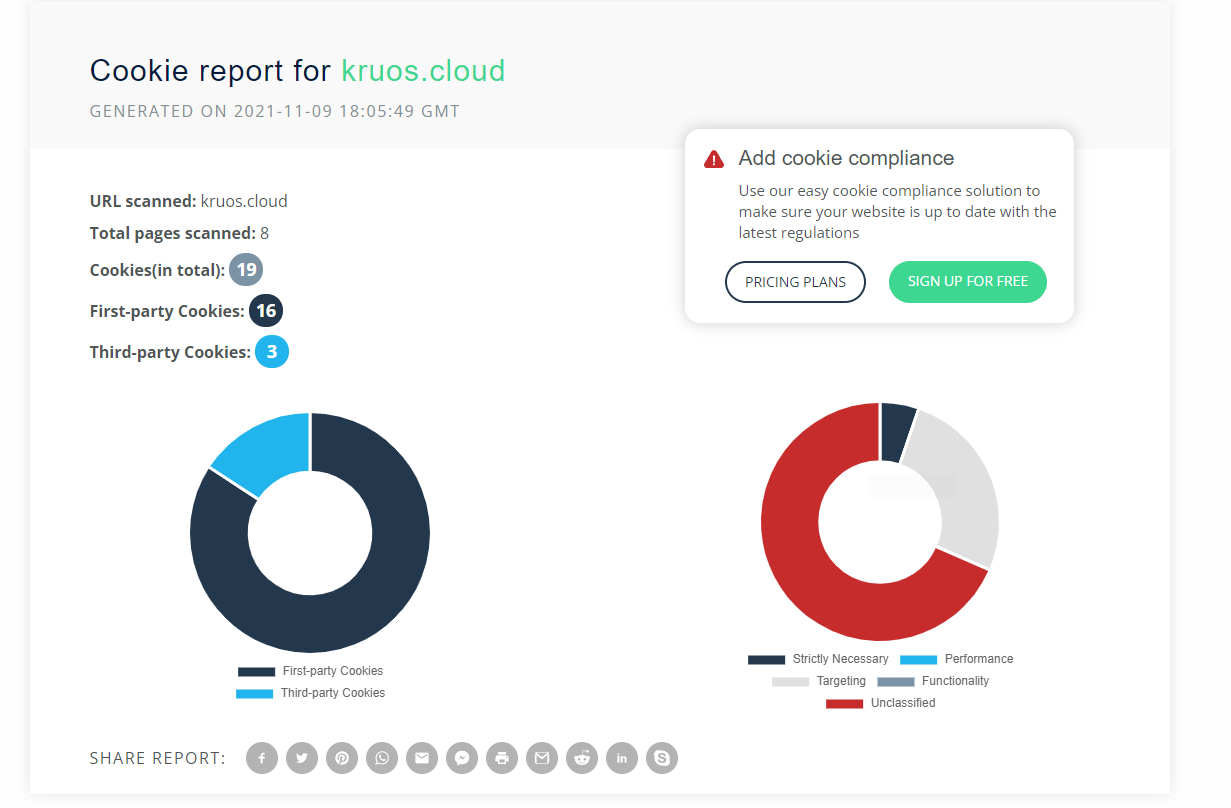 Cookie report for kruos.cloud
GENERATED ON 2021-11-09 18:05:49 GMT
Add cookie compliance
Use our easy cookie compliance solution to
make sure your website is up to date with the
latest regulations
PRICING PLANS
SIGN UP FOR FREE
URL scanned: kruos.cloud
Total pages scanned: 8
Cookies(in total): 19
First-party Cookies: 16
Third-party Cookies: 3
First-party Cookies
Third-party Cookies
Strictly Necessary Performance
Targeting Functionality
Unclassified
SHARE REPORT: